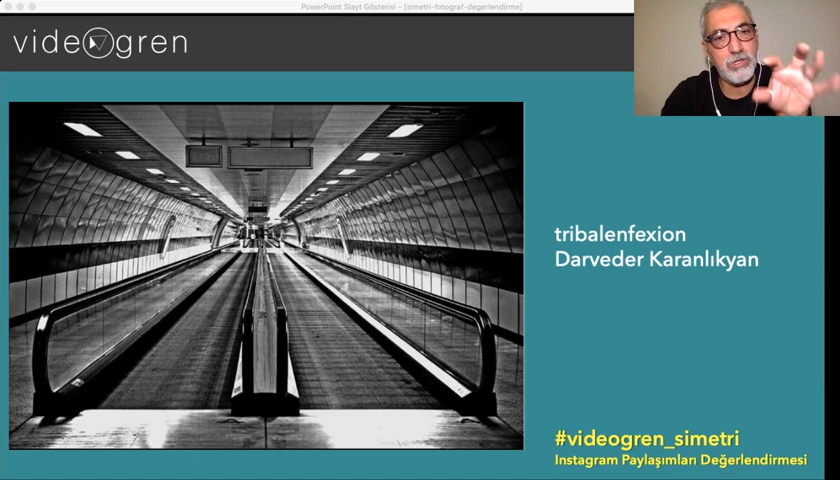 PowerPoint Slayt Gösterisi - [simetri-fotograf-degerlendirme]
videogren
tribalenfexion
Darveder Karanlıkyan
#videogren_simetri
Instagram Paylaşımları Değerlendirmesi